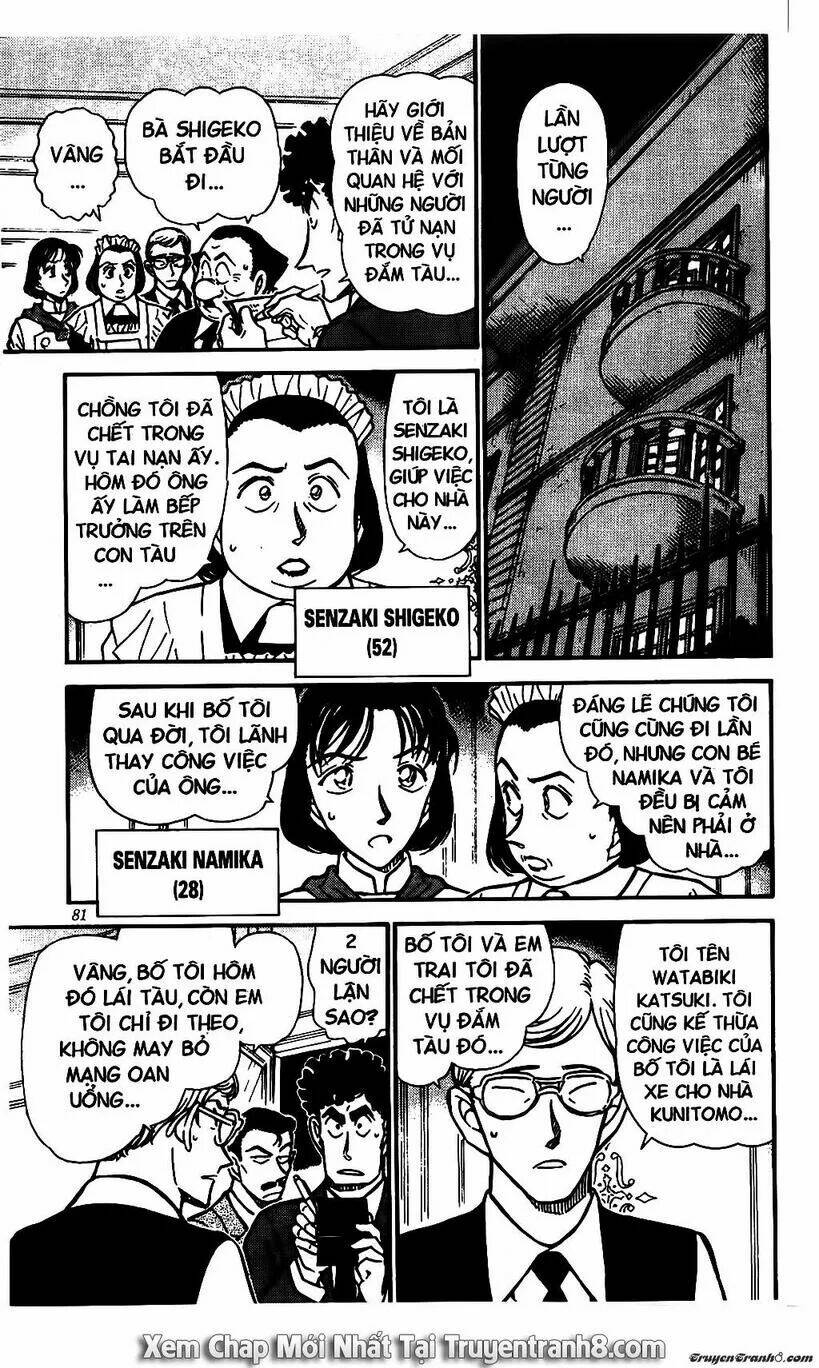 LẦN
LƯỢT
TỪNG
NGƯỜI
...
HÃY GIỚI
THIỆU VỀ BẢN
THÂN VÀ MỐI
QUAN HỆ VỚI
NHỮNG NGƯỜI
ĐÃ TỬ NẠN
TRONG VỤ
ĐẮM TÀU...
BÀ SHIGEKO
BẮT ĐẦU
ĐI...
VÂNG
...
TÔI LÀ
SENZAKI
SHIGEKO,
GIÚP VIỆC
CHO NHÀ
NÀY...
CHỒNG TÔI ĐÃ
CHẾT TRONG
VỤ TAI NẠN ẤY.
HÔM ĐÓ ÔNG
ẤY LÀM BẾP
TRƯỞNG TRÊN
CON TÀU
...
SENZAKI SHIGEKO
(52)
ĐÁNG LẼ CHÚNG TÔI
CŨNG CÙNG ĐI LẦN
ĐÓ, NHƯNG CON BÉ
NAMIKA VÀ TÔI
ĐỀU BỊ CẢM
NÊN PHẢI Ở
NHÀ...
SAU KHI BỐ TÔI
QUA ĐỜI, TÔI LÃNH
THAY CÔNG VIỆC
CỦA ÔNG...
SENZAKI NAMIKA
(28)
81
TÔI TÊN
WATABIKI
KATSUKI. TÔI
CŨNG KẾ THỪA
CÔNG VIỆC CỦA
BỐ TÔI LÀ LÁI
XE CHO NHÀ
KUNITOMO...
BỐ TÔI VÀ EM
TRAI TÔI ĐÃ
CHẾT TRONG
VỤ ĐẮM
TÀU ĐÓ...
2
NGƯỜI
LẬN
SAO?
VÂNG, BỐ TÔI HÔM
ĐÓ LÁI TÀU, CÒN EM
TÔI CHỈ ĐI THEO,
KHÔNG MAY BỎ
MẠNG OAN
UỔNG...
Xem Chap Mới Nhất Tại Truyentranh8.com
TruyenTranh8.com